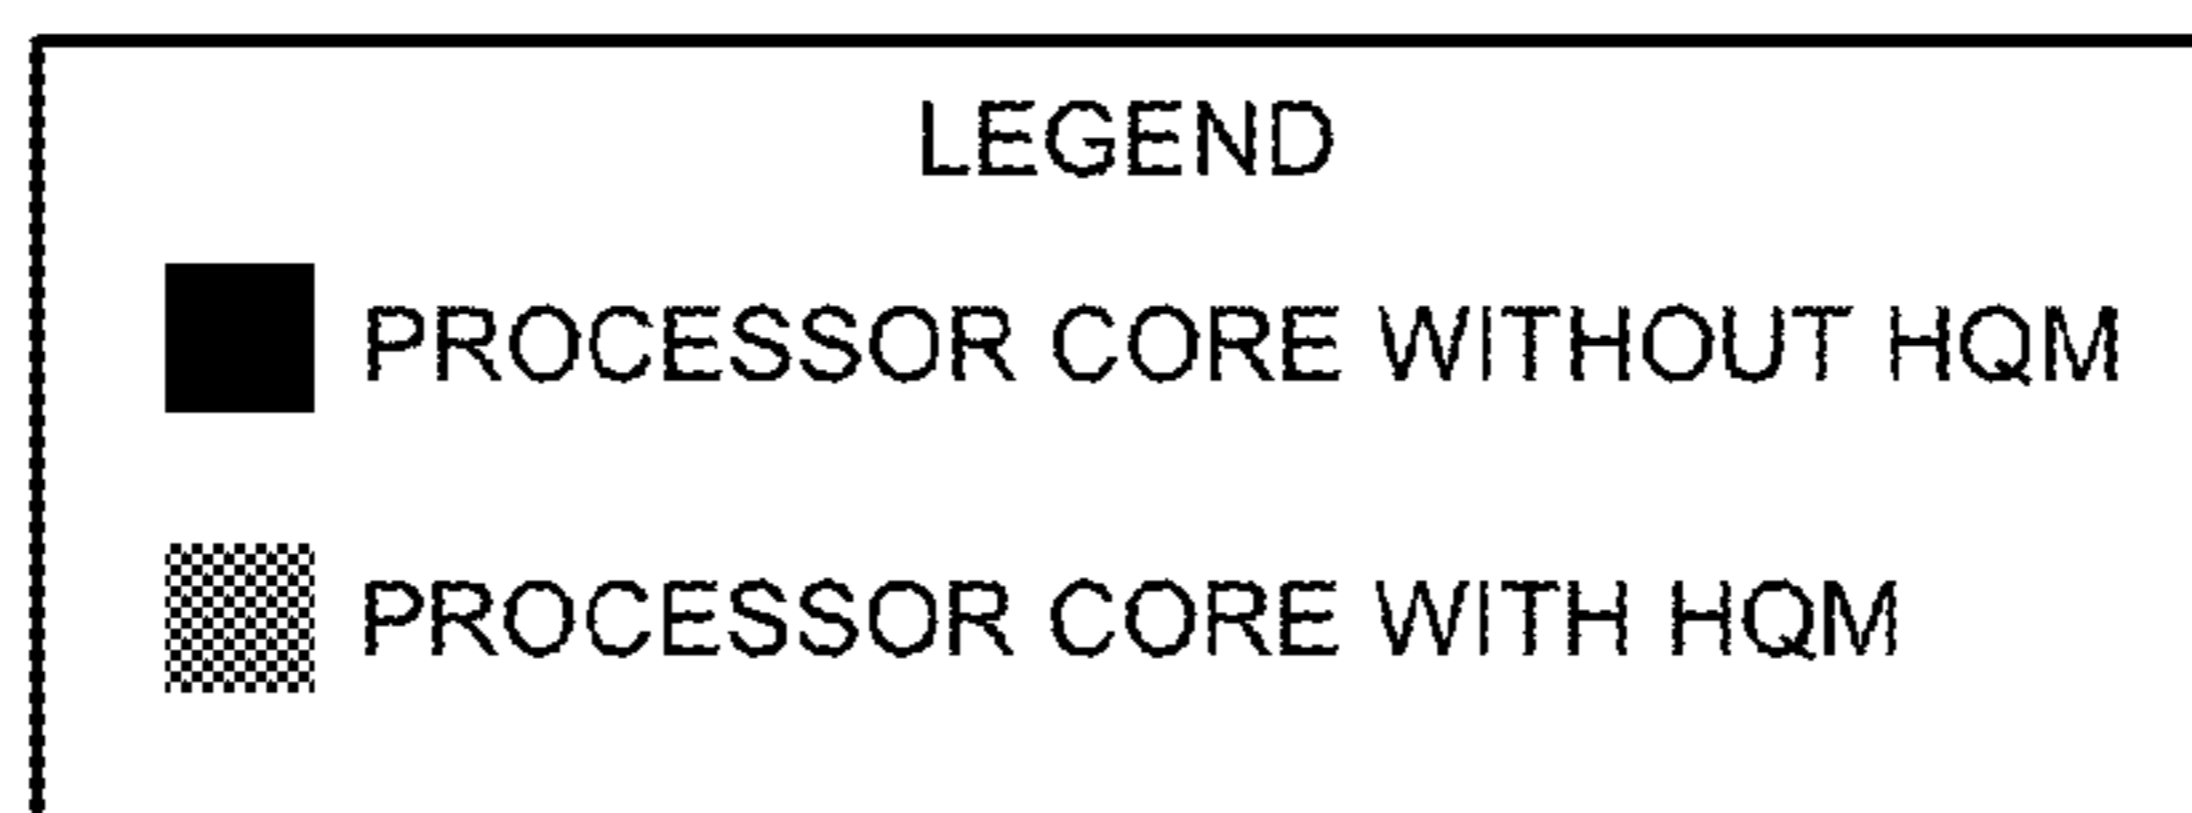 LEGEND
PROCESSOR CORE WITHOUT HQM
PROCESSOR CORE WITH HQM